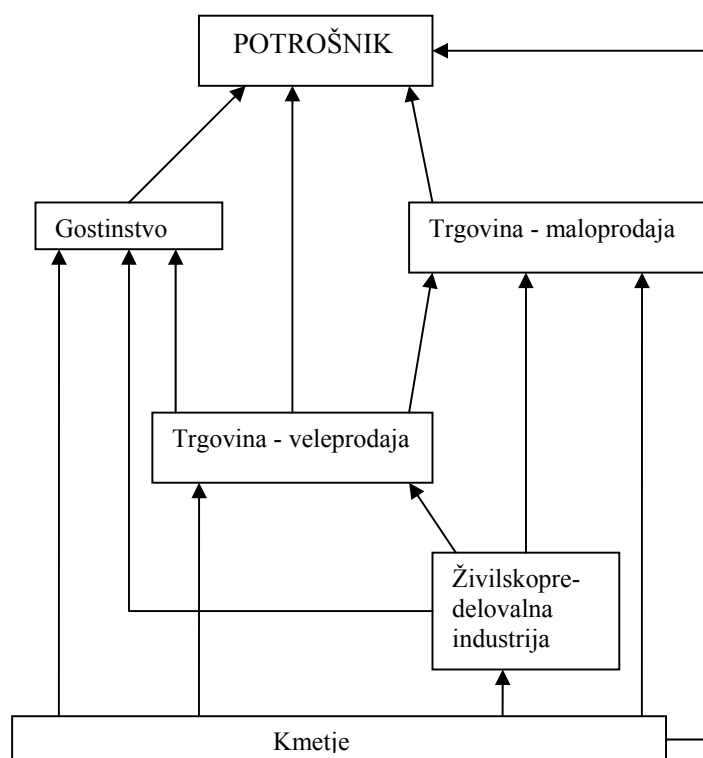 POTROŠNIK
Gostinstvo
Trgovina - maloprodaja
Trgovina - veleprodaja
Živilskopre-
delovalna
industrija
Kmetje